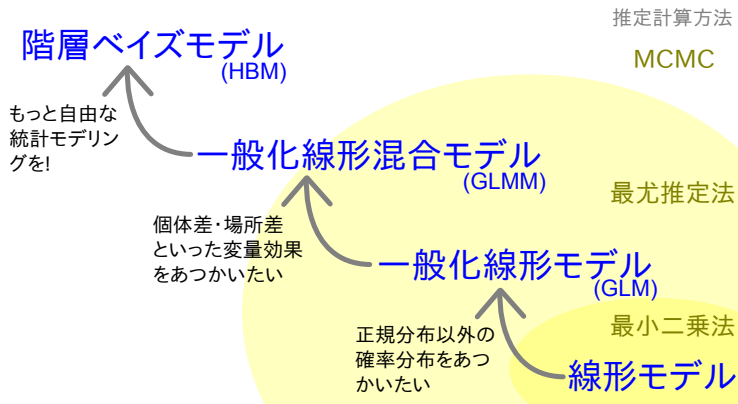 推定計算方法
階層ベイズモデル
(HBM)
MCMC
もっと自由な
統計モデリン
グを!
一般化線形混合モデル
(GLMM)
最尤推定法
個体差・場所差
といった変量効果
をあつかいたい
一般化線形モデル
(GLM)
最小二乗法
正規分布以外の
確率分布をあつ
かいたい
線形モデル